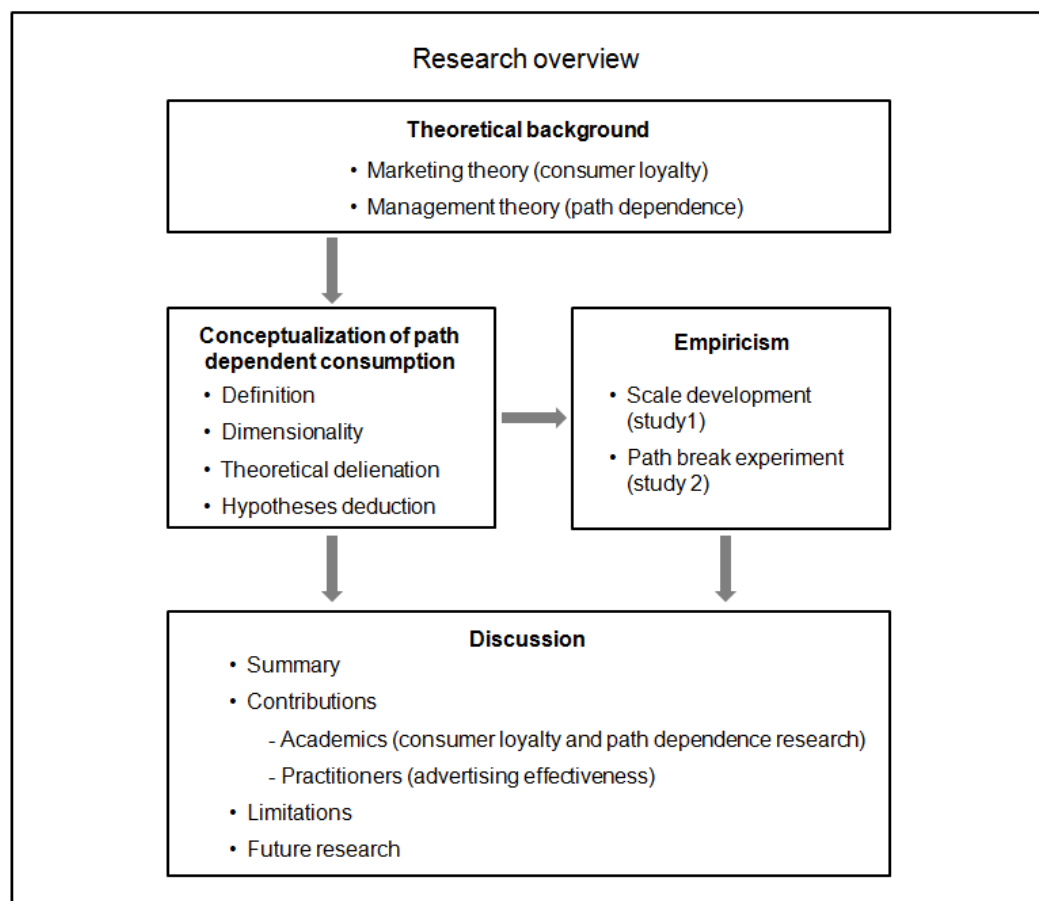 Research overview
Theoretical background
• Marketing theory (consumer loyalty)
• Management theory (path dependence)
Conceptualization of path
dependent consumption
• Definition
• Dimensionality
• Theoretical delienation
• Hypotheses deduction
Empiricism
• Scale development
(study1)
• Path break experiment
(study 2)
Discussion
• Summary
• Contributions
- Academics (consumer loyalty and path dependence research)
- Practitioners (advertising effectiveness)
• Limitations
• Future research